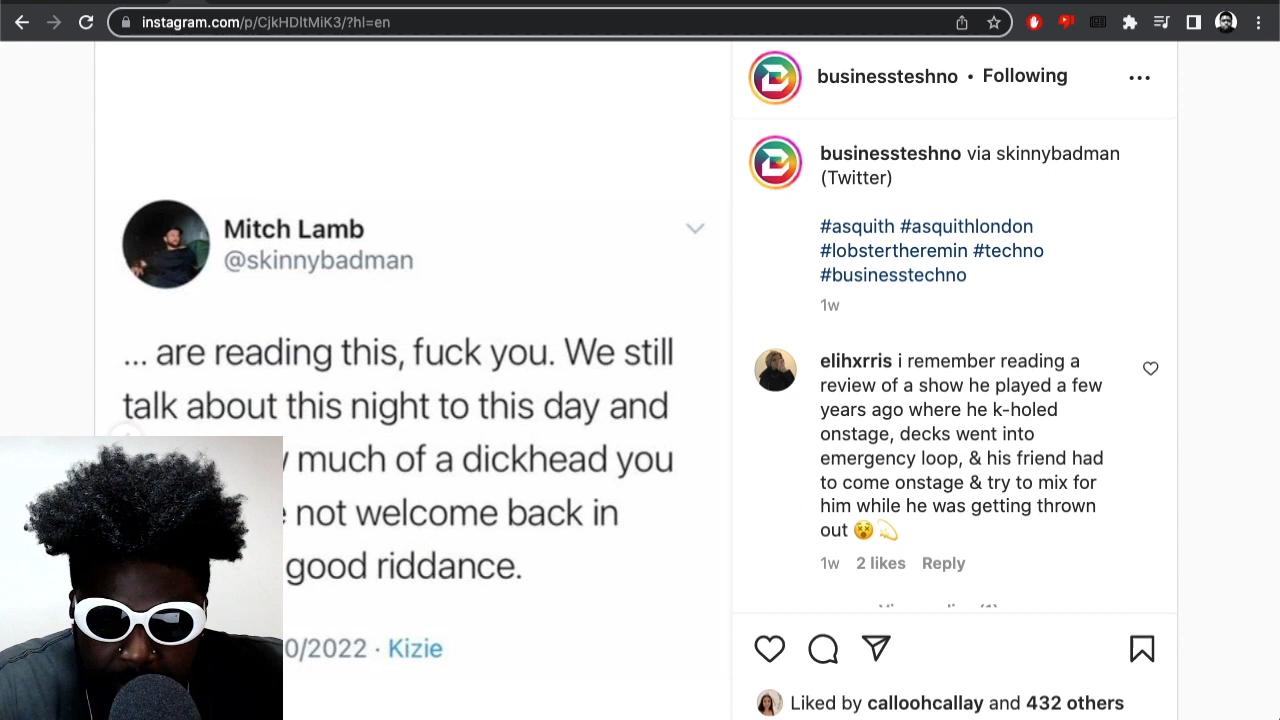 instagram.com/p/CjkHDItMiK3/?hl=en
businessteshno • Following
Mitch Lamb
@skinnybadman
... are reading this, fuck you. We still
talk about this night to this day and
much of a dickhead you
not welcome back in
good riddance.
0/2022 · Kizie
businessteshno via skinnybadman
(Twitter)
#asquith #asquithlondon
#lobstertheremin #techno
#businesstechno
1w
elihxrris i remember reading a
review of a show he played a few
years ago where he k-holed
onstage, decks went into
emergency loop, & his friend had
to come onstage & try to mix for
him while he was getting thrown
out 😵💫
1w 2 likes Reply
Liked by calloohcallay and 432 others